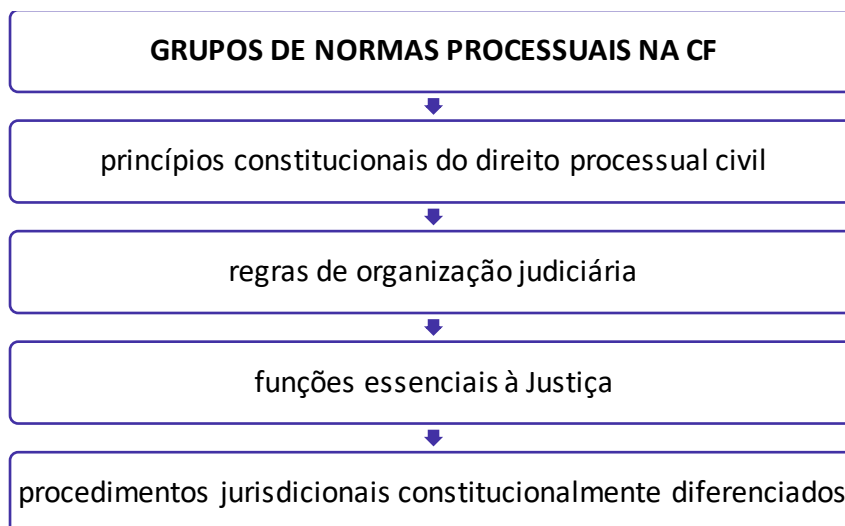 GRUPOS DE NORMAS PROCESSUAIS NA CF
princípios constitucionais do direito processual civil
regras de organização judiciária
funções essenciais à Justiça
procedimentos jurisdicionais constitucionalmente diferenciados